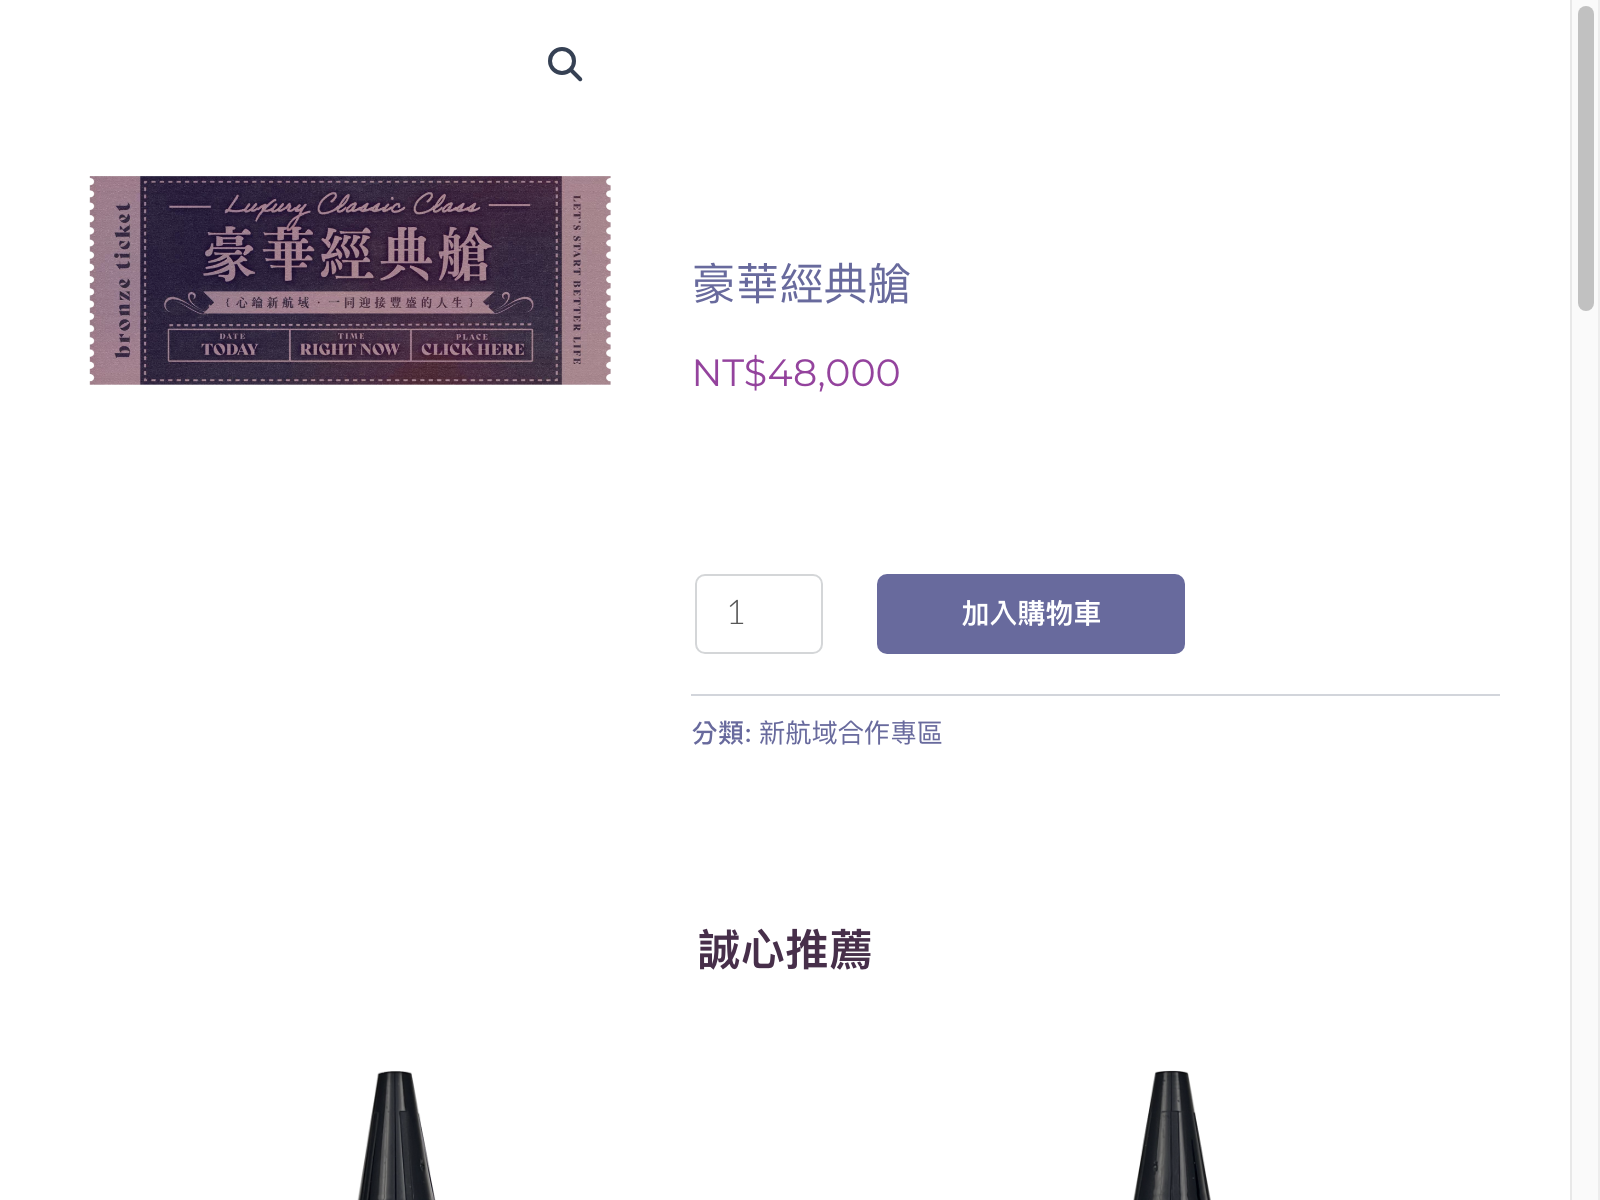 bronze ticket
Luxury Classic Class
豪華經典艙
｛心鑰新航域．一同迎接豐盛的人生｝
DATE
TODAY
TIME
RIGHT NOW
PLACE
CLICK HERE
LET'S START BETTER LIFE
豪華經典艙
NT$48,000
1
加入購物車
分類: 新航域合作專區
誠心推薦